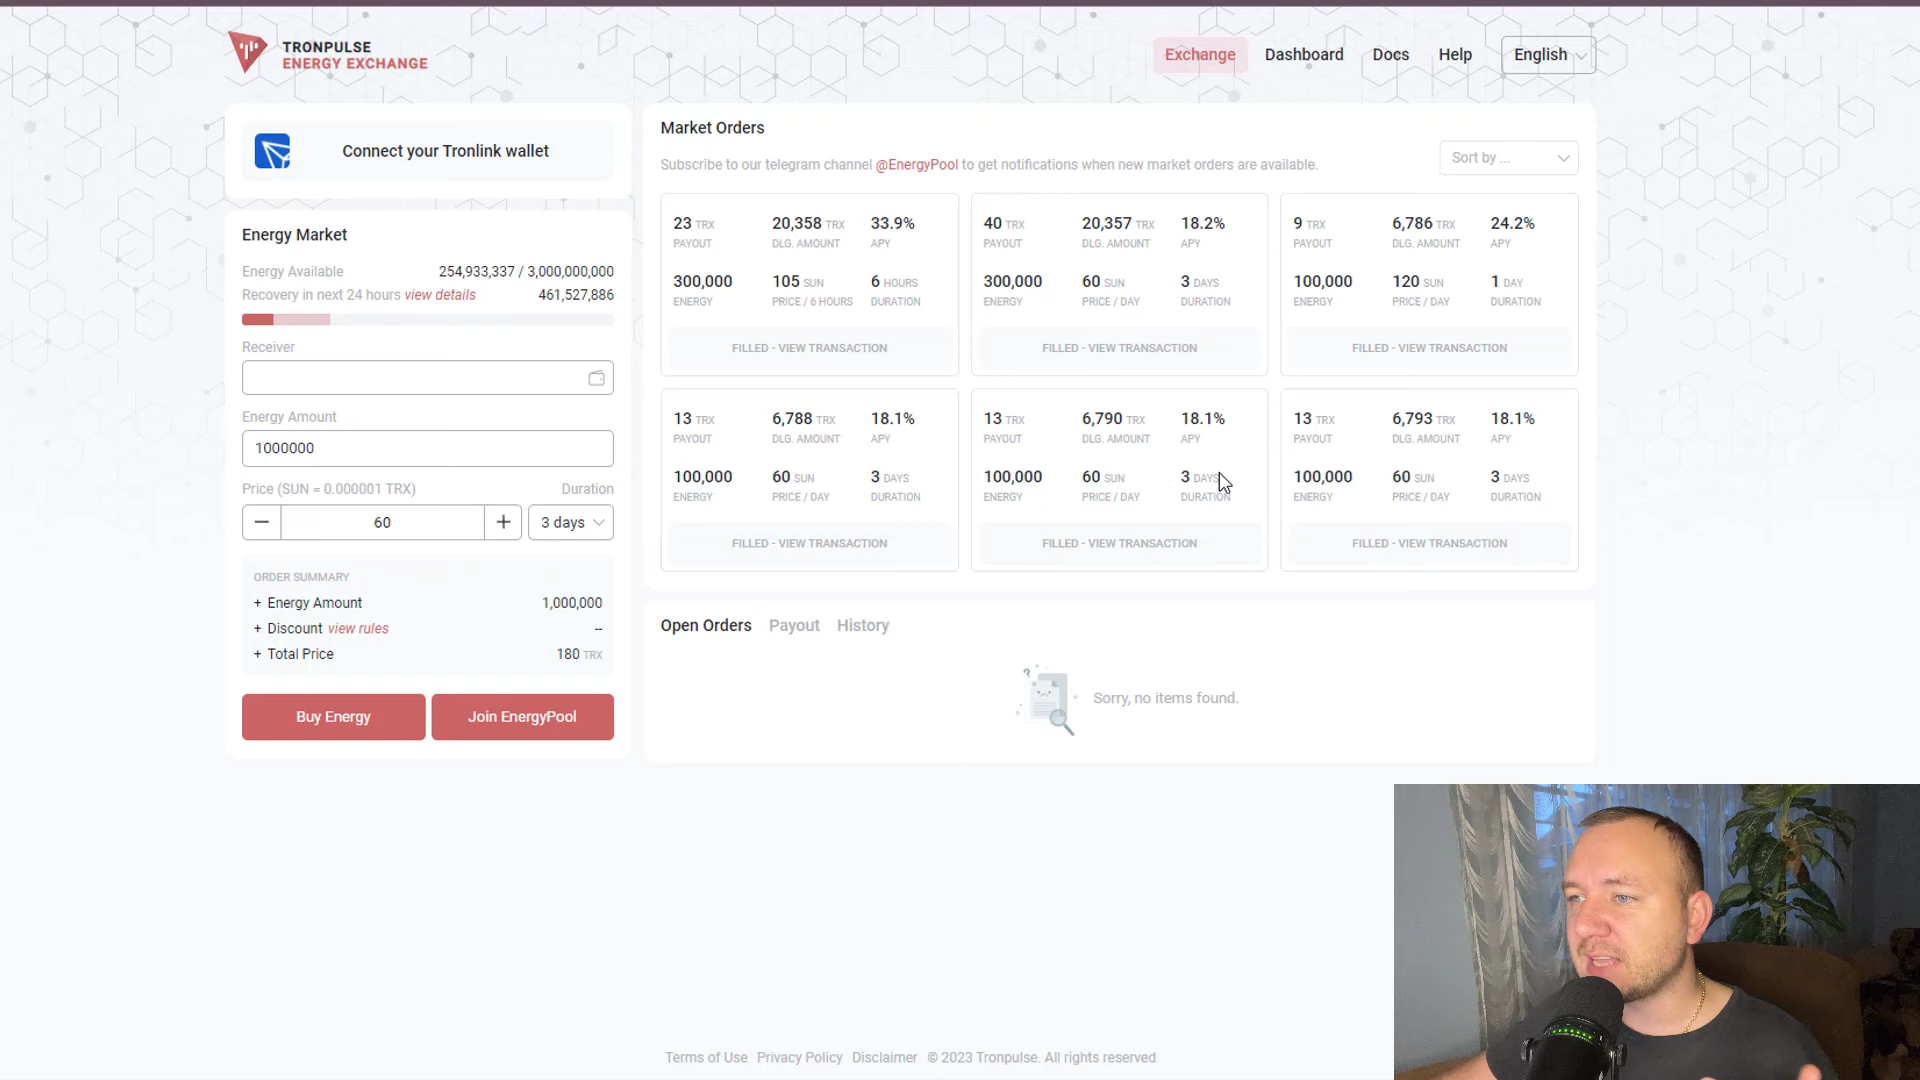 TRONPULSE
ENERGY EXCHANGE
Exchange
Dashboard
Docs
Help
English
Connect your Tronlink wallet
Energy Market
Energy Available 254,933,337 / 3,000,000,000
Recovery in next 24 hours view details 461,527,886
Receiver
Energy Amount
1000000
Price (SUN = 0.000001 TRX) Duration
60 3 days
ORDER SUMMARY
+ Energy Amount 1,000,000
+ Discount view rules --
+ Total Price 180 TRX
Buy Energy
Join EnergyPool
Market Orders
Subscribe to our telegram channel @EnergyPool to get notifications when new market orders are available.
Sort by ...
23 TRX 20,358 TRX 33.9%
PAYOUT DLG. AMOUNT APY
300,000 105 SUN 6 HOURS
ENERGY PRICE / 6 HOURS DURATION
FILLED - VIEW TRANSACTION
40 TRX 20,357 TRX 18.2%
PAYOUT DLG. AMOUNT APY
300,000 60 SUN 3 DAYS
ENERGY PRICE / DAY DURATION
FILLED - VIEW TRANSACTION
9 TRX 6,786 TRX 24.2%
PAYOUT DLG. AMOUNT APY
100,000 120 SUN 1 DAY
ENERGY PRICE / DAY DURATION
FILLED - VIEW TRANSACTION
13 TRX 6,788 TRX 18.1%
PAYOUT DLG. AMOUNT APY
100,000 60 SUN 3 DAYS
ENERGY PRICE / DAY DURATION
FILLED - VIEW TRANSACTION
13 TRX 6,790 TRX 18.1%
PAYOUT DLG. AMOUNT APY
100,000 60 SUN 3 DAYS
ENERGY PRICE / DAY DURATION
FILLED - VIEW TRANSACTION
13 TRX 6,793 TRX 18.1%
PAYOUT DLG. AMOUNT APY
100,000 60 SUN 3 DAYS
ENERGY PRICE / DAY DURATION
FILLED - VIEW TRANSACTION
Open Orders Payout History
Sorry, no items found.
Terms of Use Privacy Policy Disclaimer © 2023 Tronpulse. All rights reserved